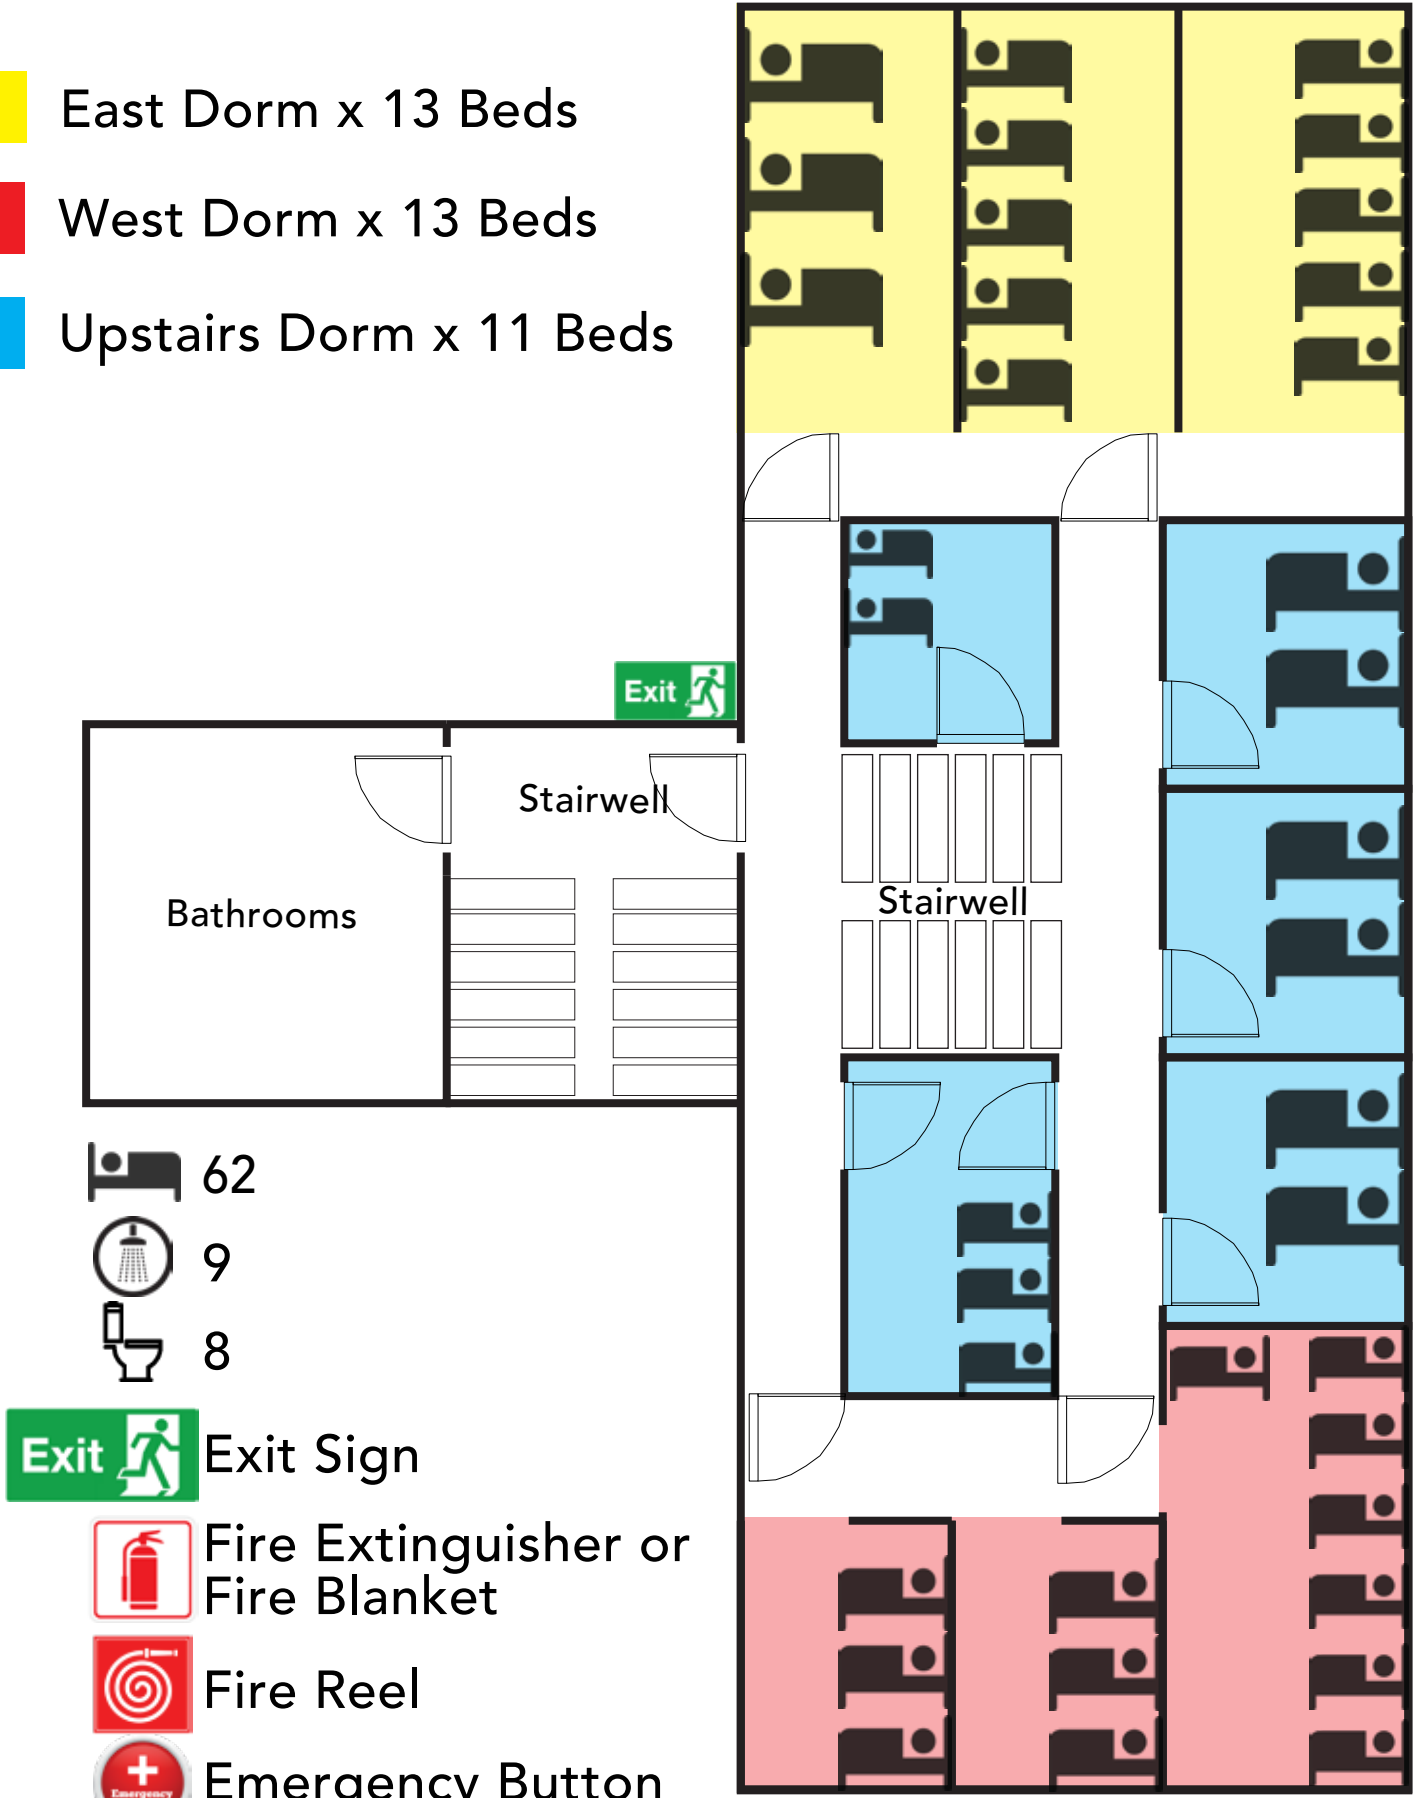 East Dorm x 13 Beds
West Dorm x 13 Beds
Upstairs Dorm x 11 Beds
Exit
Stairwell
Bathrooms
Stairwell
62
9
8
Exit
Exit Sign
Fire Extinguisher or
Fire Blanket
Fire Reel
Emergency
Emergency Button